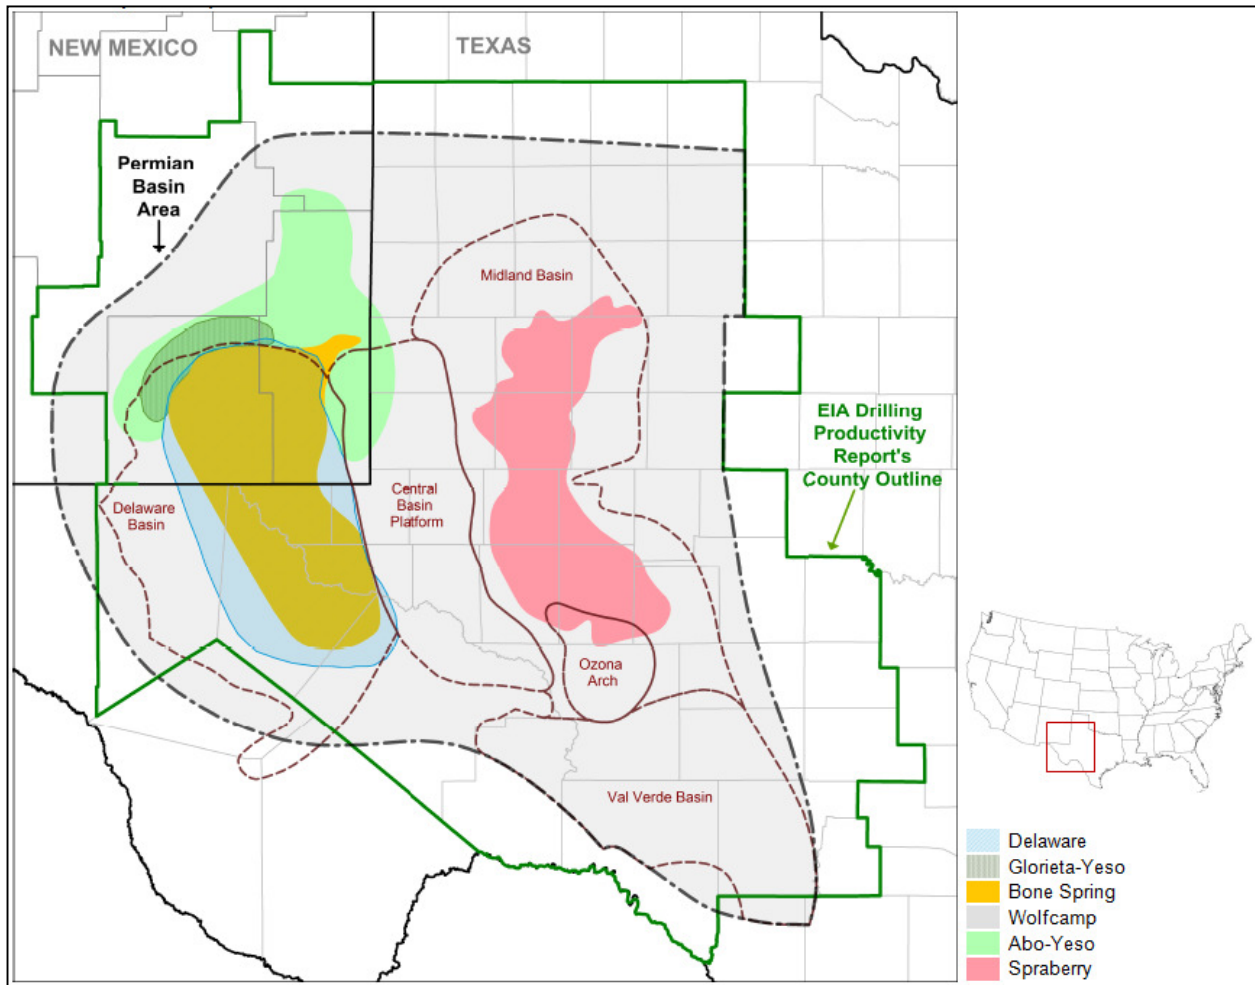 NEW MEXICO
TEXAS
Permian
Basin
Area
Midland Basin
EIA Drilling
Productivity
Report's
County Outline
Delaware
Basin
Central
Basin
Platform
Ozona
Arch
Val Verde Basin
Delaware
Glorieta-Yeso
Bone Spring
Wolfcamp
Abo-Yeso
Spraberry